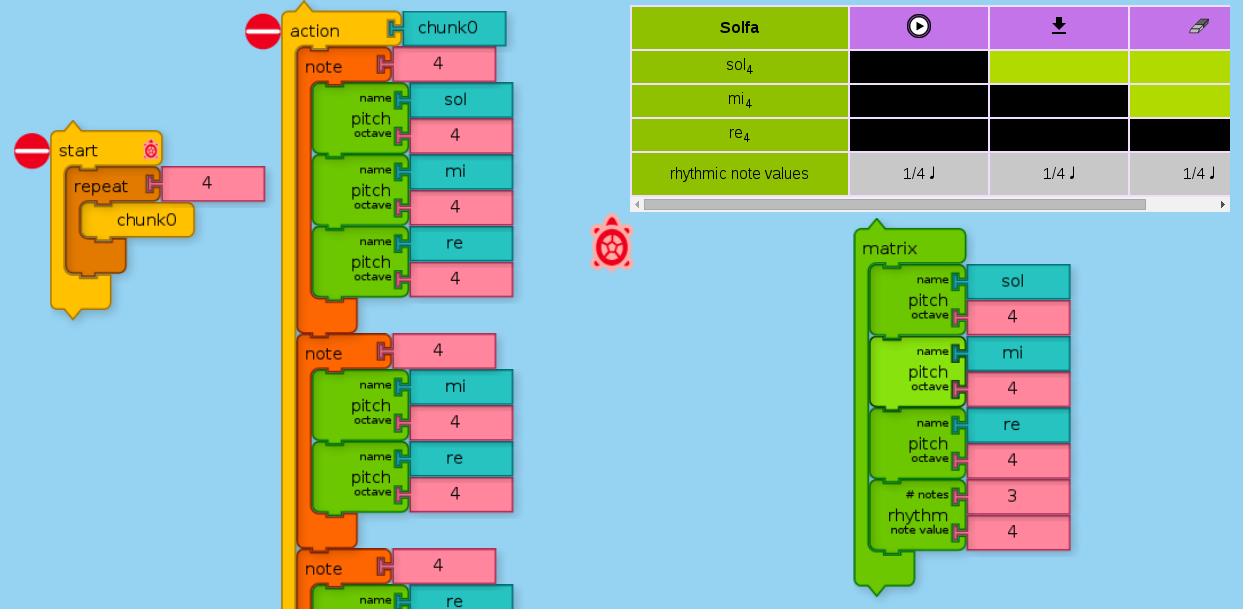 start
repeat 4
chunk0
action chunk0
note 4
name sol
pitch
octave 4
name mi
pitch
octave 4
name re
pitch
octave 4
note 4
name mi
pitch
octave 4
name re
pitch
octave 4
note 4
name re
Solfa
sol4
mi4
re4
rhythmic note values 1/4 ♩ 1/4 ♩ 1/4 ♩
matrix
name sol
pitch
octave 4
name mi
pitch
octave 4
name re
pitch
octave 4
# notes 3
rhythm
note value 4